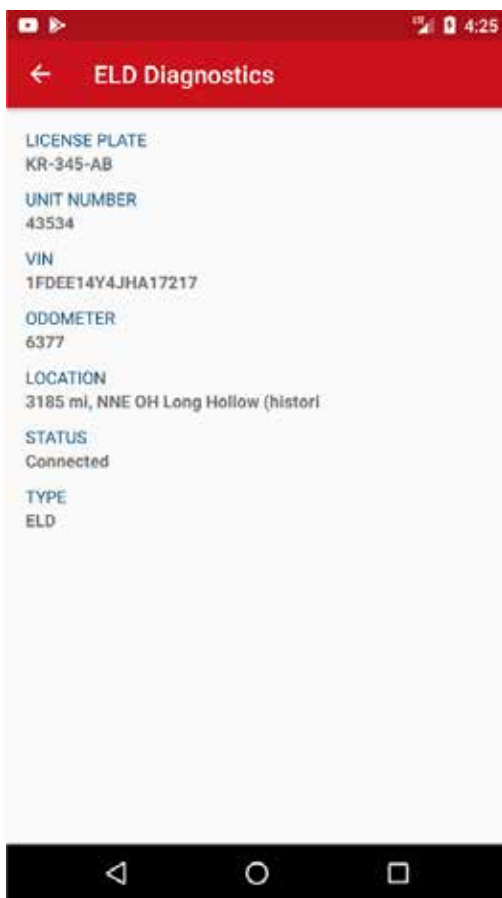 4:25
ELD Diagnostics
LICENSE PLATE
KR-345-AB
UNIT NUMBER
43534
VIN
1FDEE14Y4JHA17217
ODOMETER
6377
LOCATION
3185 mi, NNE OH Long Hollow (histori
STATUS
Connected
TYPE
ELD